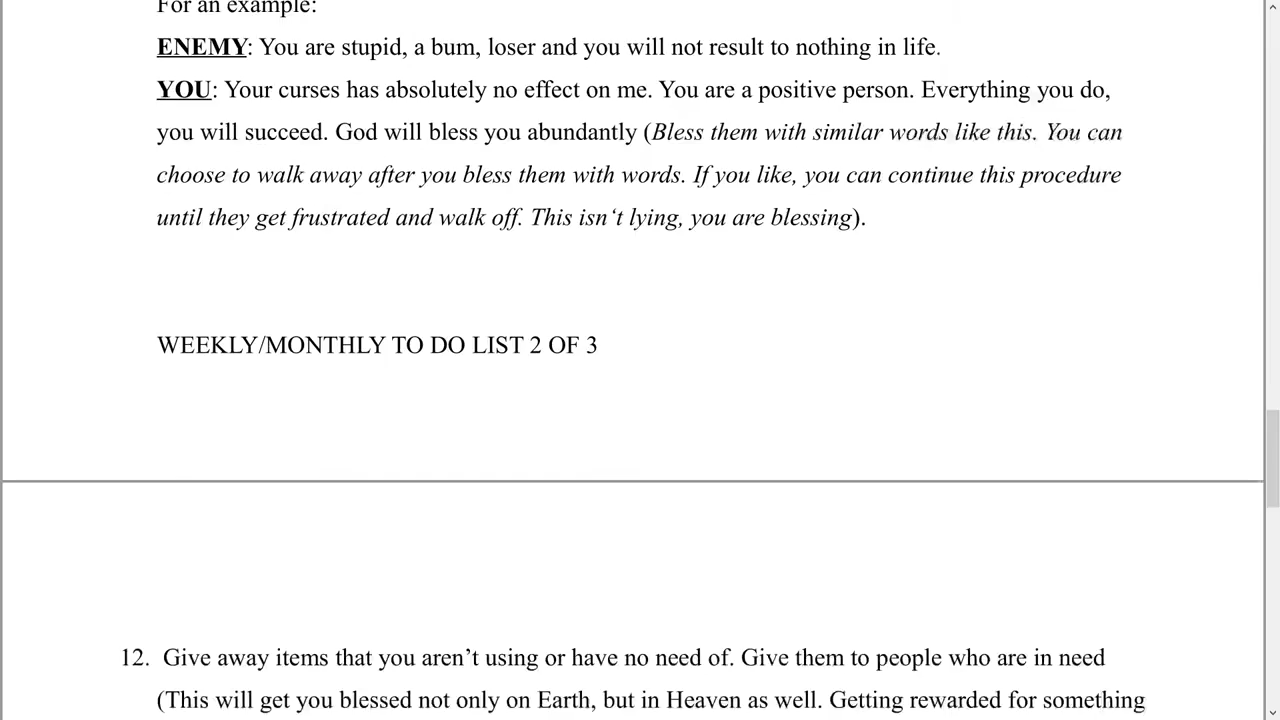 For an example:
ENEMY: You are stupid, a bum, loser and you will not result to nothing in life.
YOU: Your curses has absolutely no effect on me. You are a positive person. Everything you do,
you will succeed. God will bless you abundantly (Bless them with similar words like this. You can
choose to walk away after you bless them with words. If you like, you can continue this procedure
until they get frustrated and walk off. This isn‘t lying, you are blessing).
WEEKLY/MONTHLY TO DO LIST 2 OF 3
12. Give away items that you aren’t using or have no need of. Give them to people who are in need
(This will get you blessed not only on Earth, but in Heaven as well. Getting rewarded for something